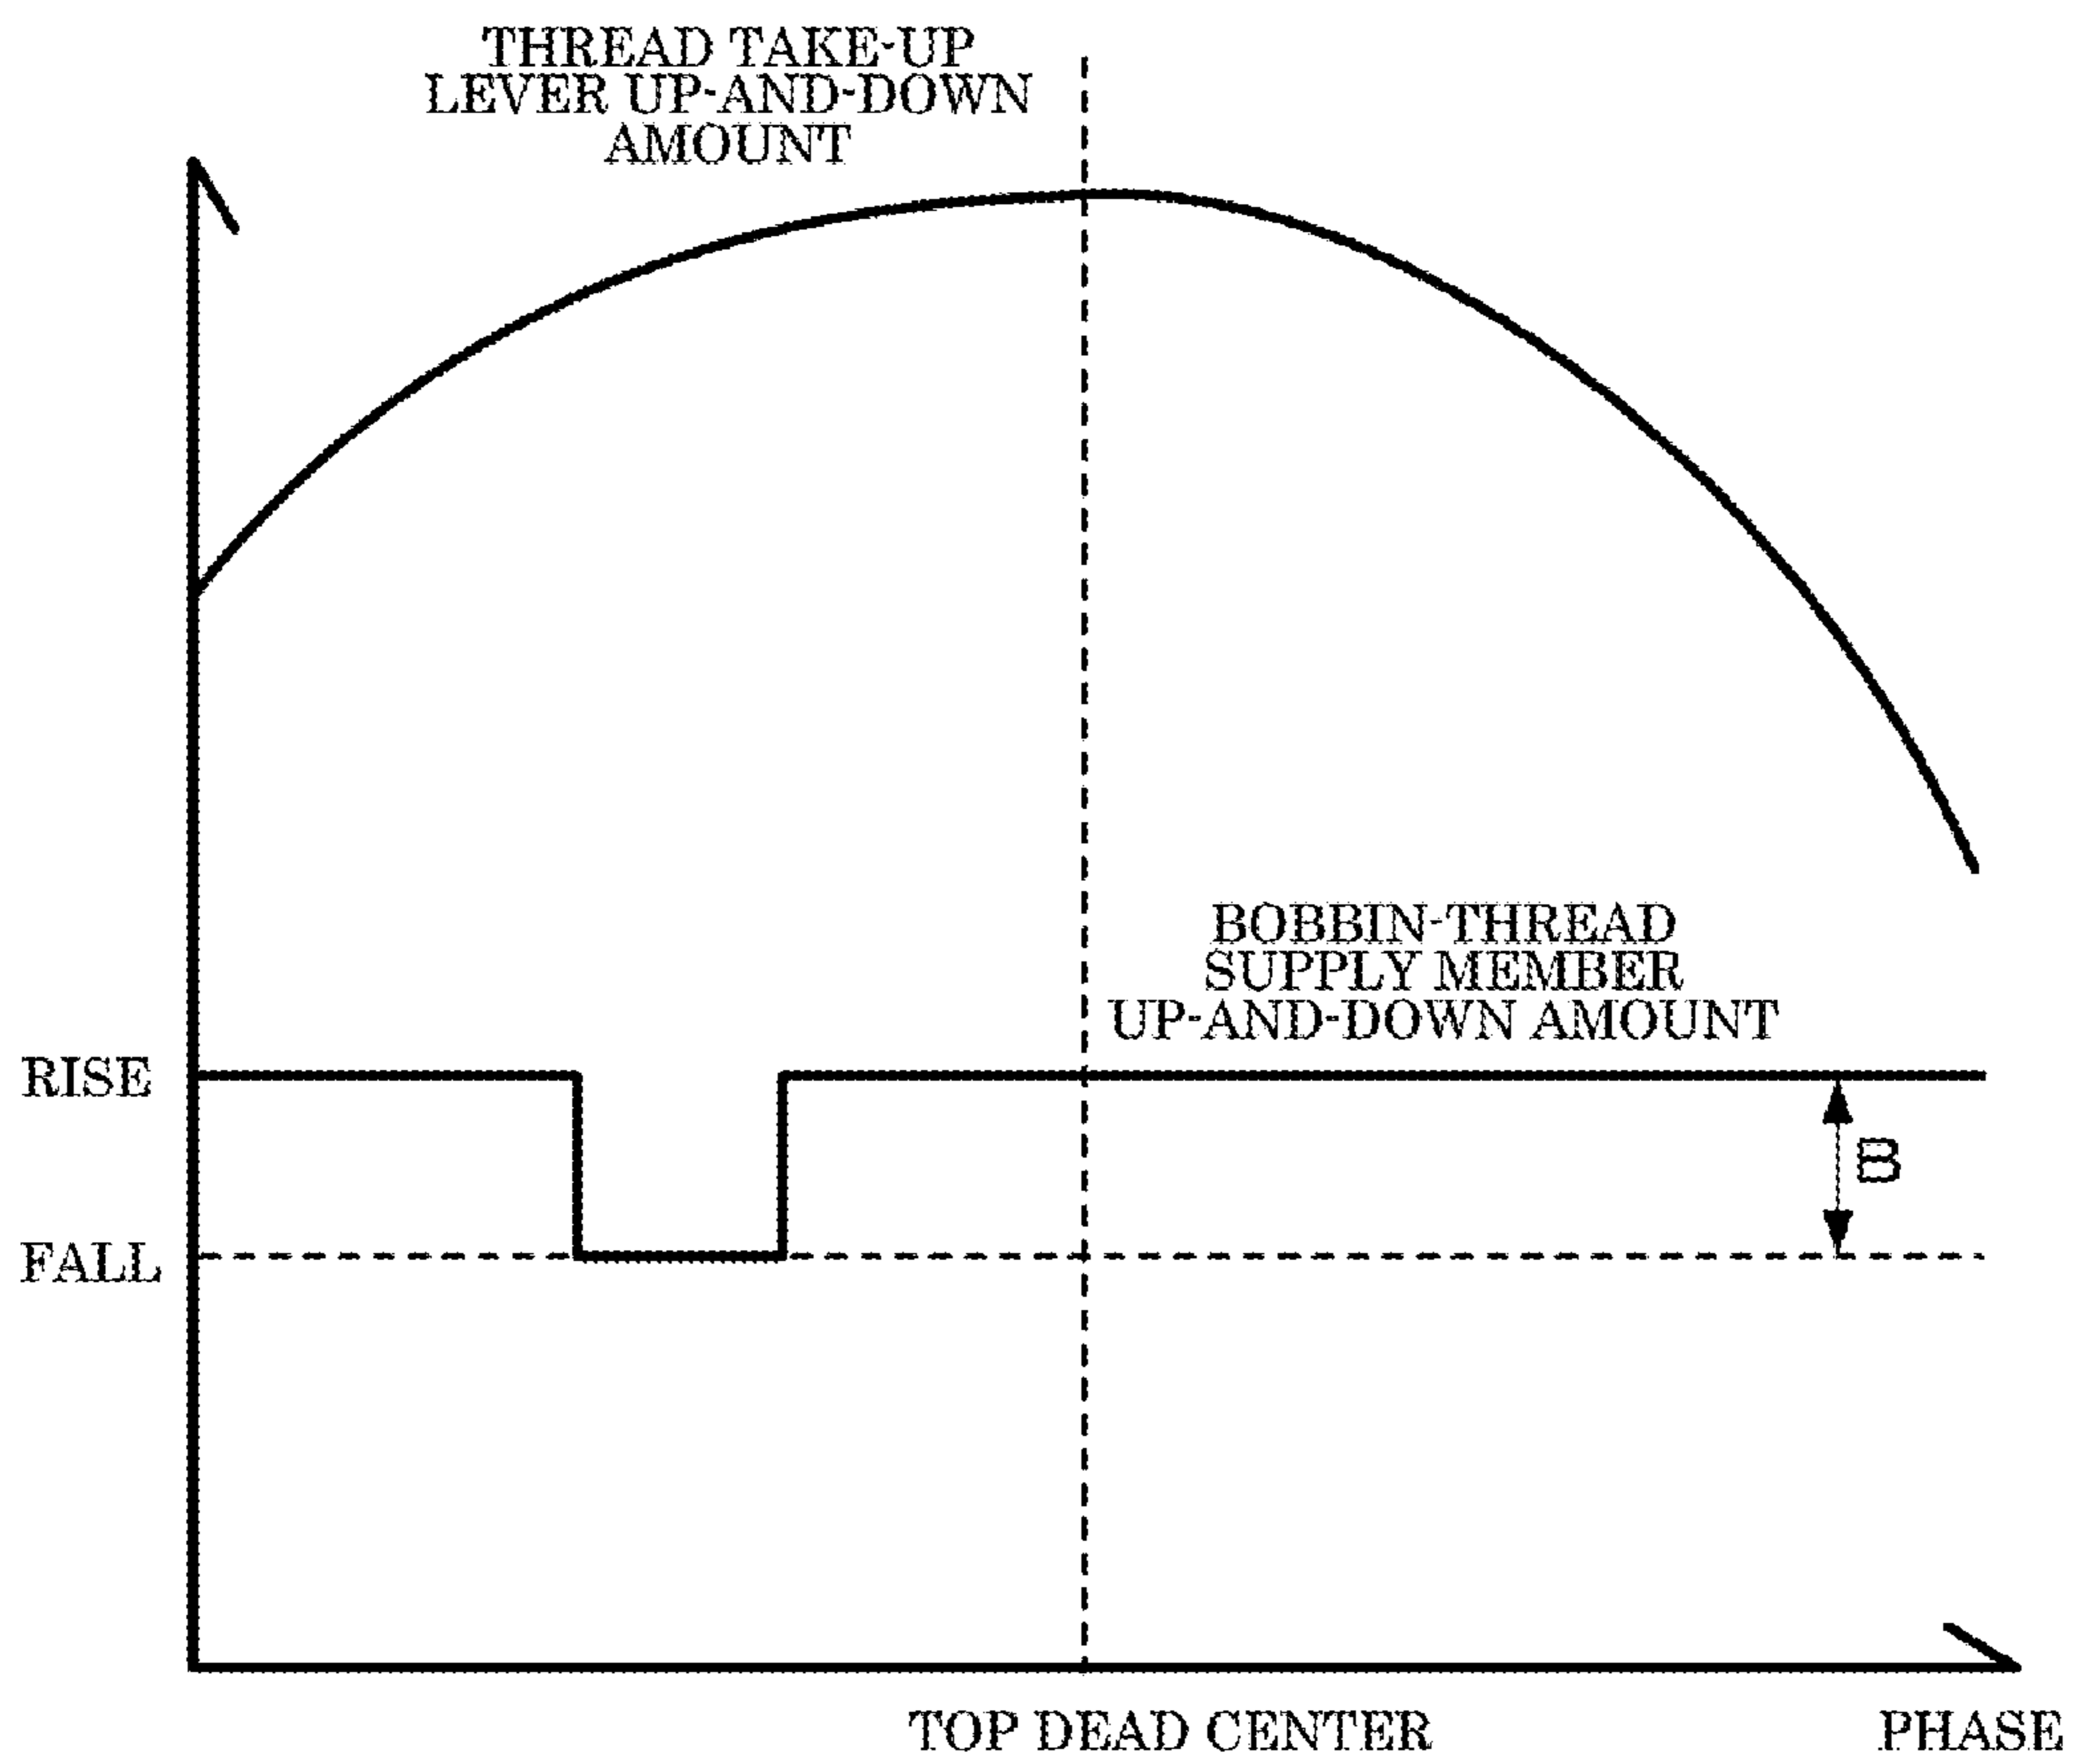 THREAD TAKE-UP
LEVER UP-AND-DOWN
AMOUNT
BOBBIN-THREAD
SUPPLY MEMBER
UP-AND-DOWN AMOUNT
RISE
B
FALL
TOP DEAD CENTER
PHASE